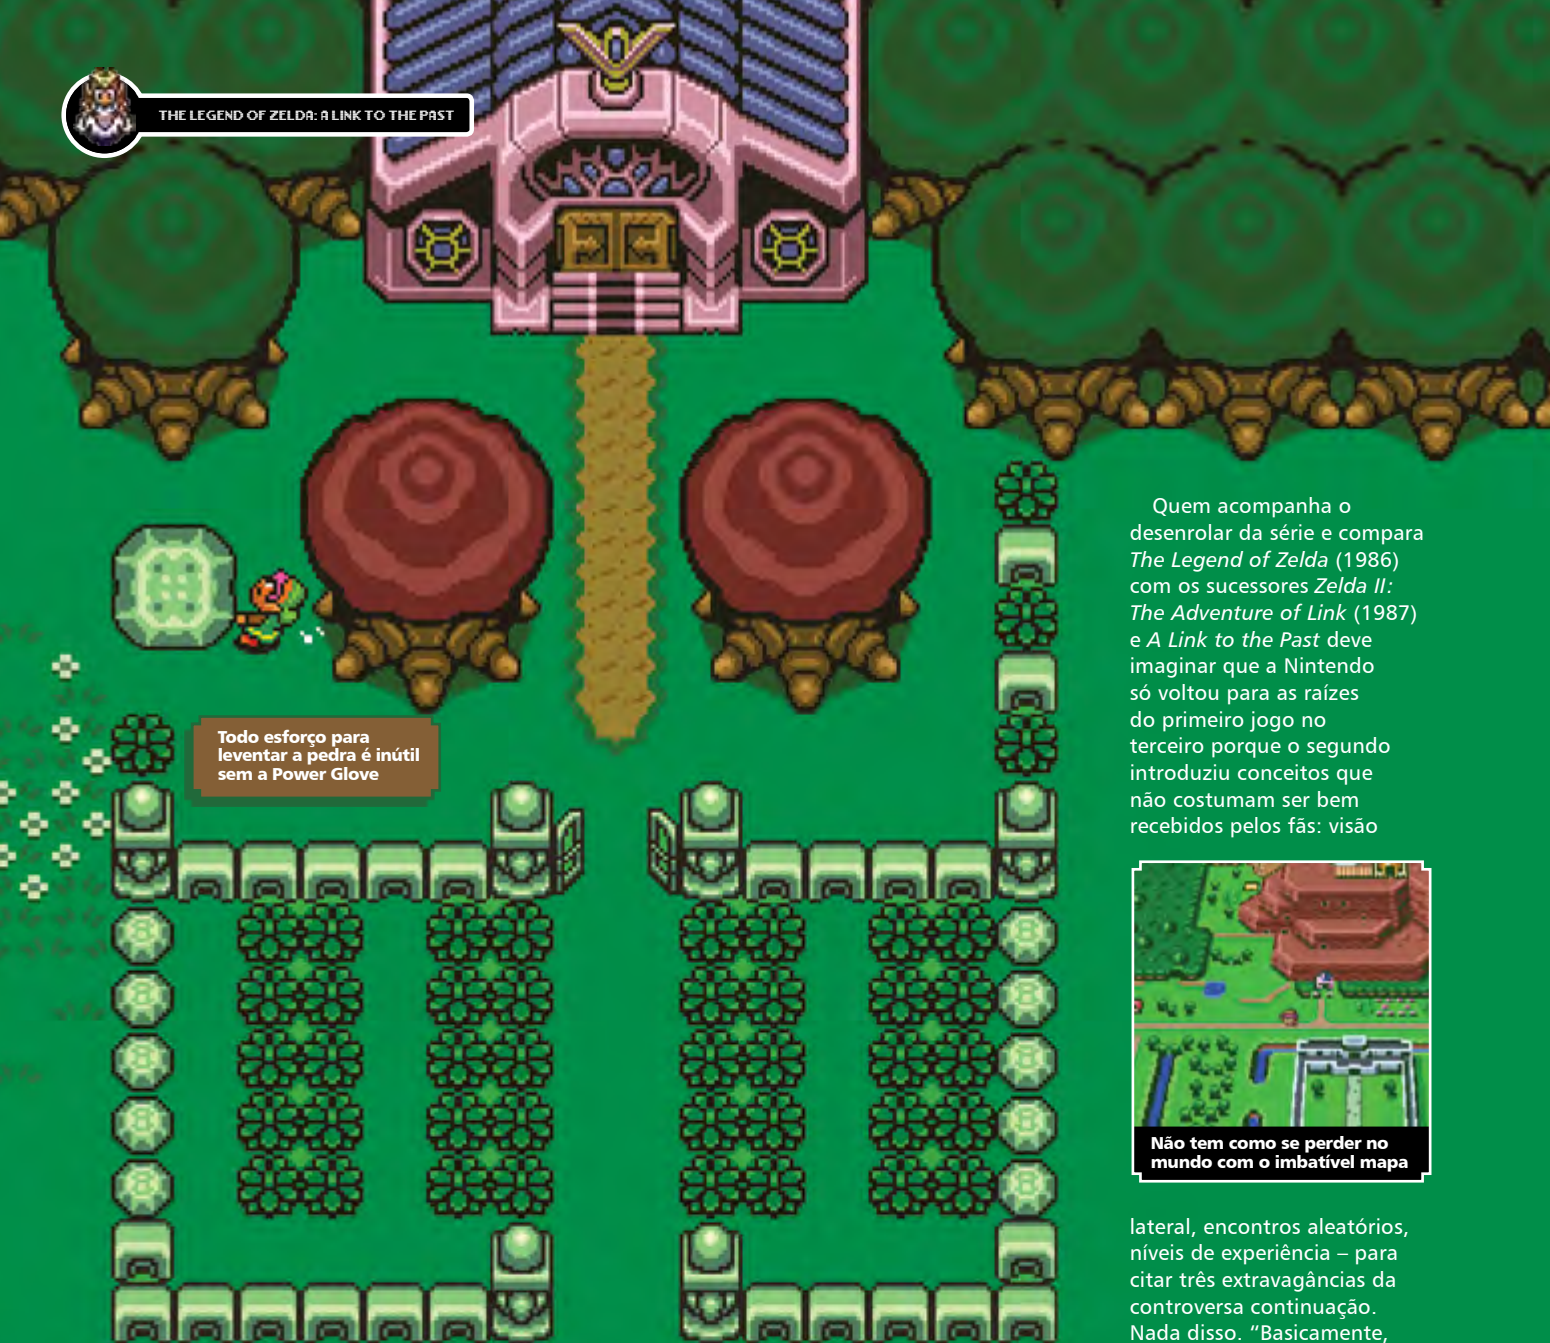 THE LEGEND OF ZELDA: A LINK TO THE PAST
Todo esforço para
leventar a pedra é inútil
sem a Power Glove
Quem acompanha o
desenrolar da série e compara
The Legend of Zelda (1986)
com os sucessores Zelda II:
The Adventure of Link (1987)
e A Link to the Past deve
imaginar que a Nintendo
só voltou para as raízes
do primeiro jogo no
terceiro porque o segundo
introduziu conceitos que
não costumam ser bem
recebidos pelos fãs: visão
Não tem como se perder no
mundo com o imbatível mapa
lateral, encontros aleatórios,
níveis de experiência – para
citar três extravagâncias da
controversa continuação.
Nada disso. “Basicamente,